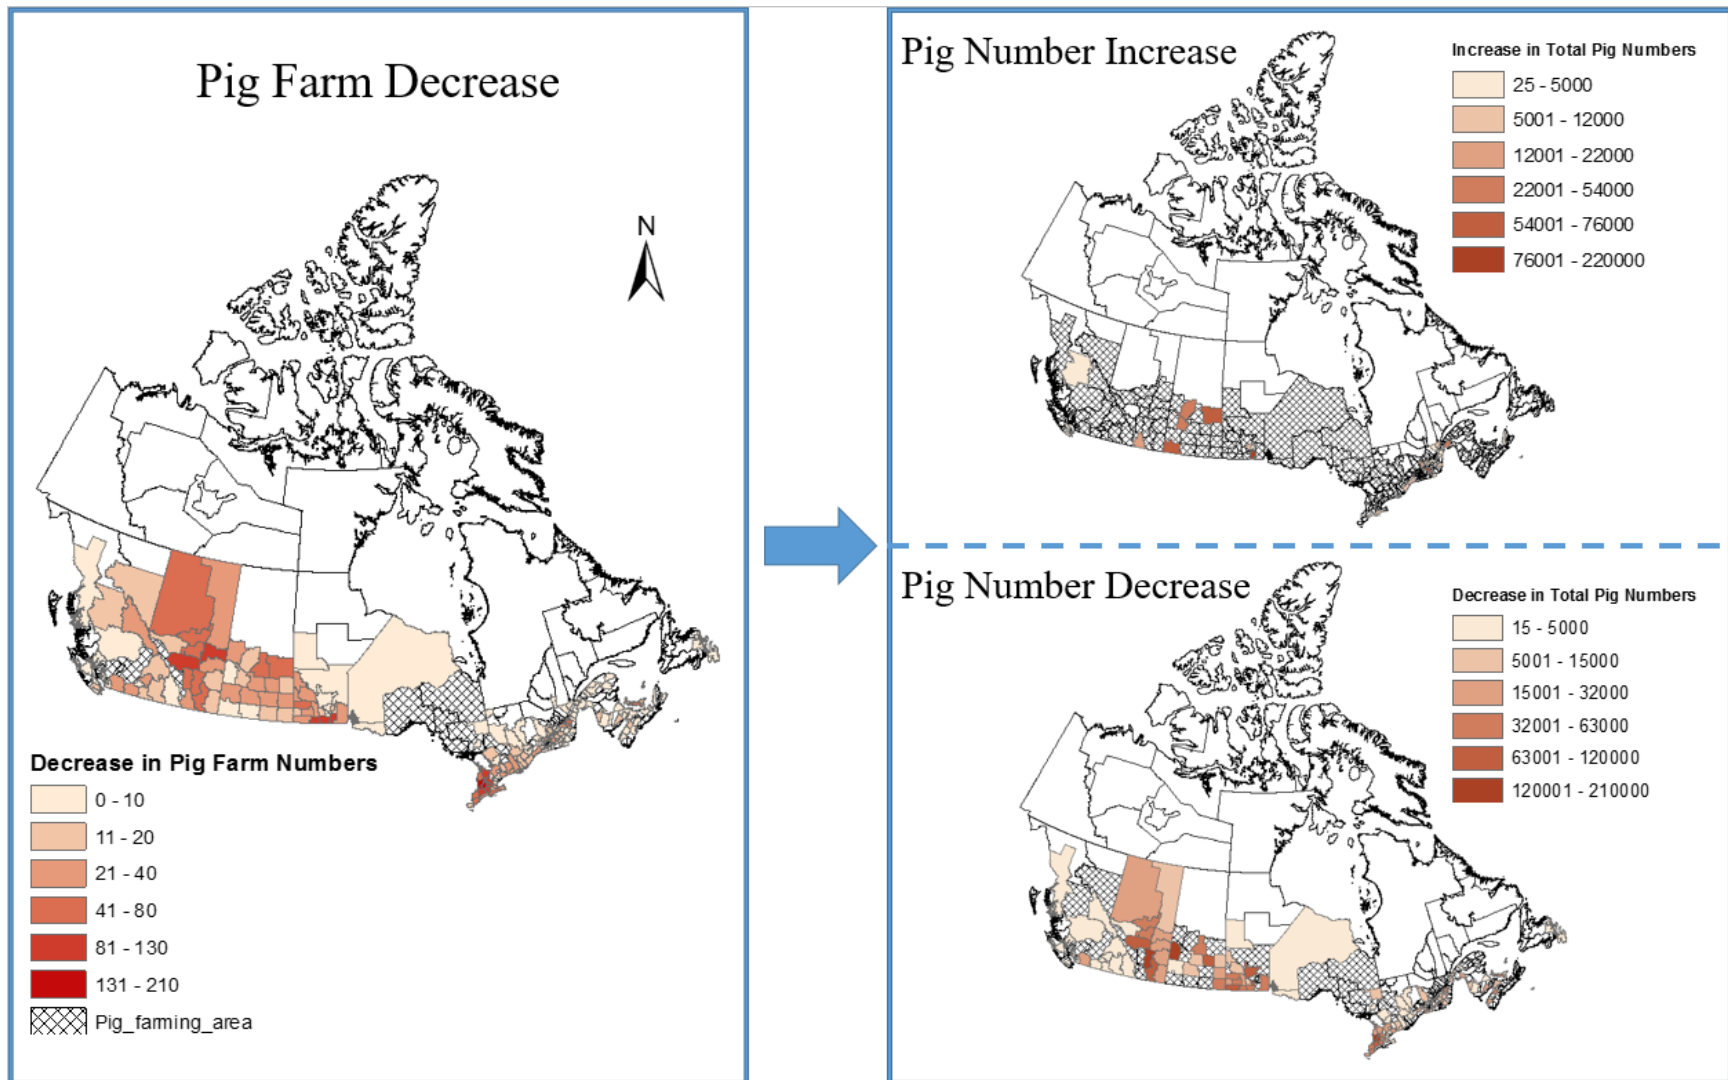 Pig Farm Decrease
N
Decrease in Pig Farm Numbers
0 - 10
11 - 20
21 - 40
41 - 80
81 - 130
131 - 210
Pig_farming_area
Pig Number Increase
Increase in Total Pig Numbers
25 - 5000
5001 - 12000
12001 - 22000
22001 - 54000
54001 - 76000
76001 - 220000
Pig Number Decrease
Decrease in Total Pig Numbers
15 - 5000
5001 - 15000
15001 - 32000
32001 - 63000
63001 - 120000
120001 - 210000